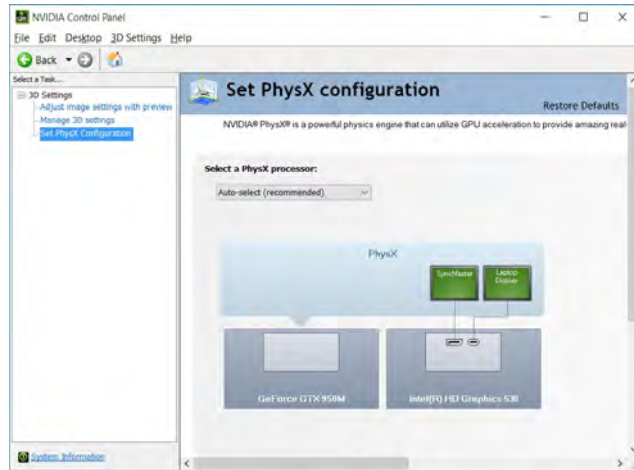 NVIDIA Control Panel
File Edit Desktop 3D Settings Help
Back
Select a Task...
3D Settings
Adjust image settings with preview
Manage 3D settings
Set PhysX Configuration
System Information
Set PhysX configuration
Restore Defaults
NVIDIA® PhysX® is a powerful physics engine that can utilize GPU acceleration to provide amazing real-
Select a PhysX processor:
Auto-select (recommended)
PhysX
SyncMaster
Laptop
Display
GeForce GTX 950M
Intel(R) HD Graphics 530